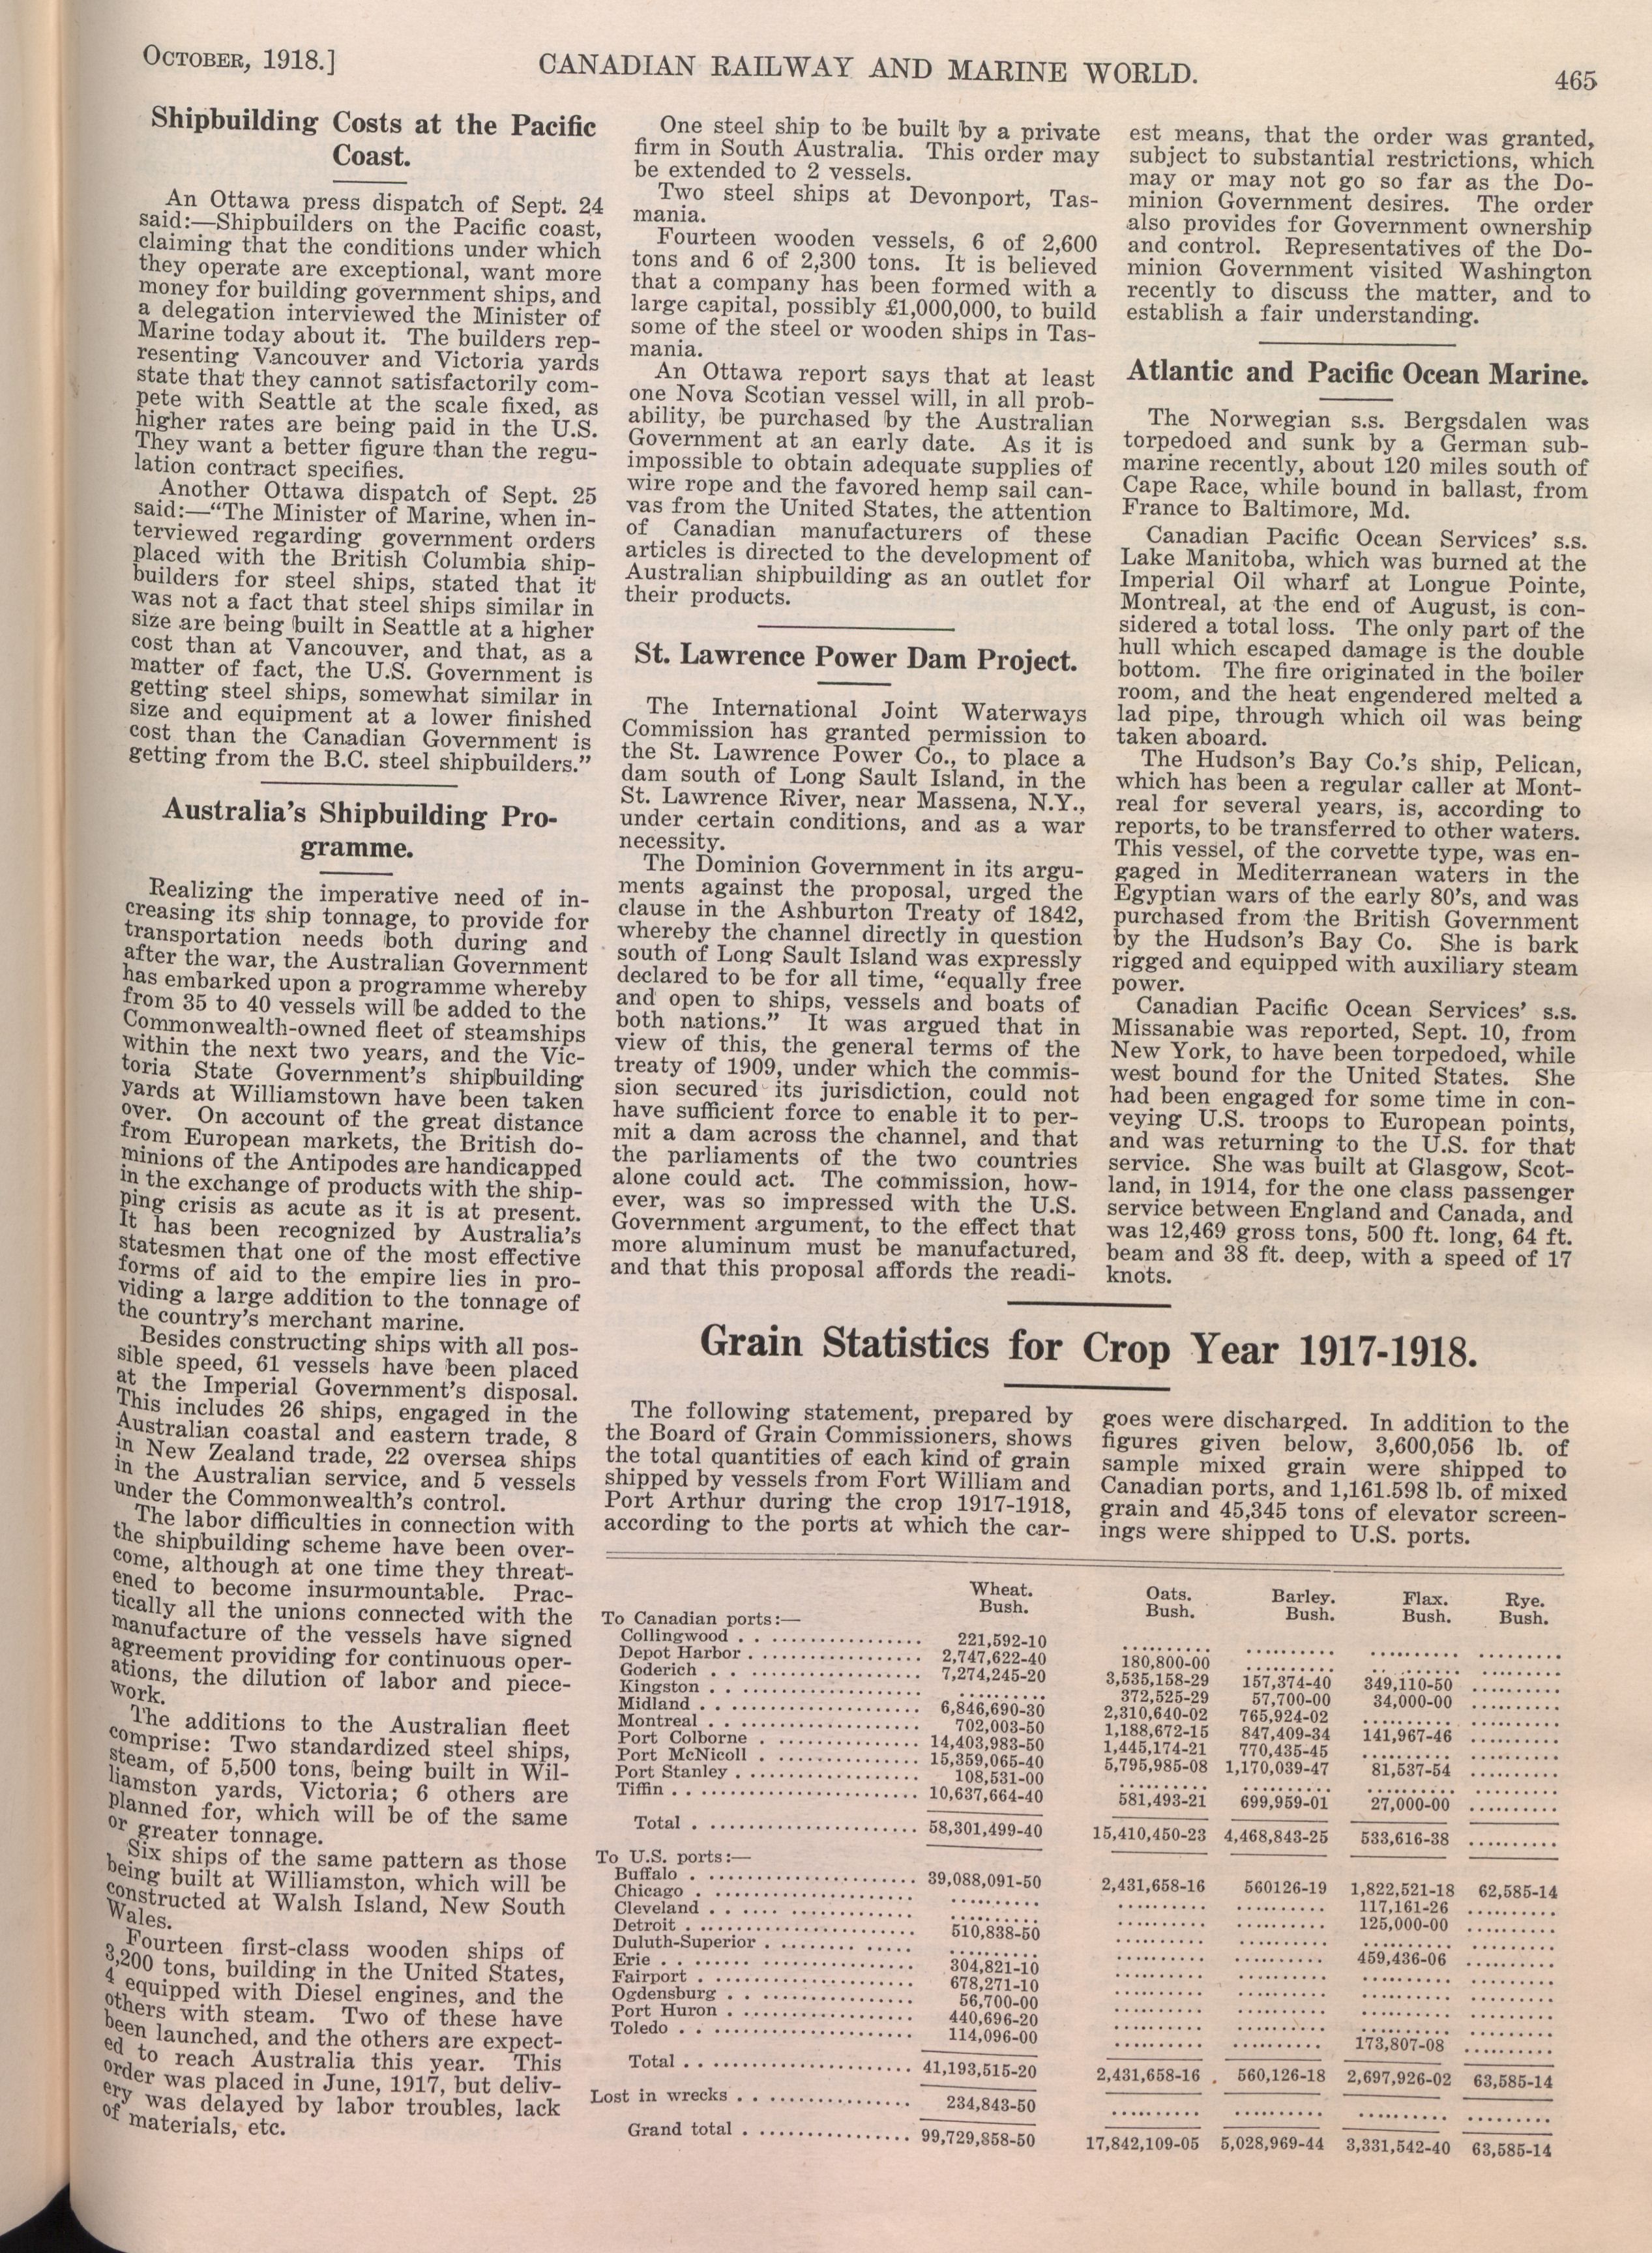 OCTOBER, 1918.]
CANADIAN RAILWAY AND MARINE WORLD.
465
Shipbuilding Costs at the Pacific
Coast.
An Ottawa press dispatch of Sept. 24
said:—Shipbuilders on the Pacific coast,
claiming that the conditions under which
they operate are exceptional, want more
money for building government ships, and
a delegation interviewed the Minister of
Marine today about it. The builders rep-
resenting Vancouver and Victoria yards
state that they cannot satisfactorily com-
pete with Seattle at the scale fixed, as
higher rates are being paid in the U.S.
They want a better figure than the regu-
lation contract specifies.
Another Ottawa dispatch of Sept. 25
said:—“The Minister of Marine, when in-
terviewed regarding government orders
placed with the British Columbia ship-
builders for steel ships, stated that it
was not a fact that steel ships similar in
size are being built in Seattle at a higher
cost than at Vancouver, and that, as a
matter of fact, the U.S. Government is
getting steel ships, somewhat similar in
size and equipment at a lower finished
cost than the Canadian Government is
getting from the B.C. steel shipbuilders.”
Australia’s Shipbuilding Pro-
gramme.
Realizing the imperative need of in-
creasing its ship tonnage, to provide for
transportation needs both during and
after the war, the Australian Government
has embarked upon a programme whereby
from 35 to 40 vessels will be added to the
Commonwealth-owned fleet of steamships
within the next two years, and the Vic-
toria State Government’s shipbuilding
yards at Williamstown have been taken
over. On account of the great distance
from European markets, the British do-
minions of the Antipodes are handicapped
in the exchange of products with the ship-
ping crisis as acute as it is at present.
It has been recognized by Australia’s
statesmen that one of the most effective
forms of aid to the empire lies in pro-
viding a large addition to the tonnage of
the country’s merchant marine.
Besides constructing ships with all pos-
sible speed, 61 vessels have been placed
at the Imperial Government’s disposal.
This includes 26 ships, engaged in the
Australian coastal and eastern trade, 8
in New Zealand trade, 22 oversea ships
in the Australian service, and 5 vessels
under the Commonwealth’s control.
The labor difficulties in connection with
the shipbuilding scheme have been over-
come, although at one time they threat-
ened to become insurmountable. Prac-
tically all the unions connected with the
manufacture of the vessels have signed
agreement providing for continuous oper-
ations, the dilution of labor and piece-
work.
The additions to the Australian fleet
comprise: Two standardized steel ships,
steam, of 5,500 tons, being built in Wil-
liamston yards, Victoria; 6 others are
planned for, which will be of the same
or greater tonnage.
Six ships of the same pattern as those
being built at Williamston, which will be
constructed at Walsh Island, New South
Wales.
Fourteen first-class wooden ships of
3,200 tons, building in the United States,
4 equipped with Diesel engines, and the
others with steam. Two of these have
been launched, and the others are expect-
ed to reach Australia this year. This
order was placed in June, 1917, but deliv-
ery was delayed by labor troubles, lack
of materials, etc.
One steel ship to be built by a private
firm in South Australia. This order may
be extended to 2 vessels.
Two steel ships at Devonport, Tas-
mania.
Fourteen wooden vessels, 6 of 2,600
tons and 6 of 2,300 tons. It is believed
that a company has been formed with a
large capital, possibly £1,000,000, to build
some of the steel or wooden ships in Tas-
mania.
An Ottawa report says that at least
one Nova Scotian vessel will, in all prob-
ability, be purchased by the Australian
Government at an early date. As it is
impossible to obtain adequate supplies of
wire rope and the favored hemp sail can-
vas from the United States, the attention
of Canadian manufacturers of these
articles is directed to the development of
Australian shipbuilding as an outlet for
their products.
St. Lawrence Power Dam Project.
The International Joint Waterways
Commission has granted permission to
the St. Lawrence Power Co., to place a
dam south of Long Sault Island, in the
St. Lawrence River, near Massena, N.Y.,
under certain conditions, and as a war
necessity.
The Dominion Government in its argu-
ments against the proposal, urged the
clause in the Ashburton Treaty of 1842,
whereby the channel directly in question
south of Long Sault Island was expressly
declared to be for all time, “equally free
and open to ships, vessels and boats of
both nations.” It was argued that in
view of this, the general terms of the
treaty of 1909, under which the commis-
sion secured its jurisdiction, could not
have sufficient force to enable it to per-
mit a dam across the channel, and that
the parliaments of the two countries
alone could act. The commission, how-
ever, was so impressed with the U.S.
Government argument, to the effect that
more aluminum must be manufactured,
and that this proposal affords the readi-
est means, that the order was granted,
subject to substantial restrictions, which
may or may not go so far as the Do-
minion Government desires. The order
also provides for Government ownership
and control. Representatives of the Do-
minion Government visited Washington
recently to discuss the matter, and to
establish a fair understanding.
Atlantic and Pacific Ocean Marine.
The Norwegian s.s. Bergsdalen was
torpedoed and sunk by a German sub-
marine recently, about 120 miles south of
Cape Race, while bound in ballast, from
France to Baltimore, Md.
Canadian Pacific Ocean Services’ s.s.
Lake Manitoba, which was burned at the
Imperial Oil wharf at Longue Pointe,
Montreal, at the end of August, is con-
sidered a total loss. The only part of the
hull which escaped damage is the double
bottom. The fire originated in the boiler
room, and the heat engendered melted a
lad pipe, through which oil was being
taken aboard.
The Hudson’s Bay Co.’s ship, Pelican,
which has been a regular caller at Mont-
real for several years, is, according to
reports, to be transferred to other waters.
This vessel, of the corvette type, was en-
gaged in Mediterranean waters in the
Egyptian wars of the early 80’s, and was
purchased from the British Government
by the Hudson’s Bay Co. She is bark
rigged and equipped with auxiliary steam
power.
Canadian Pacific Ocean Services’ s.s.
Missanabie was reported, Sept. 10, from
New York, to have been torpedoed, while
west bound for the United States. She
had been engaged for some time in con-
veying U.S. troops to European points,
and was returning to the U.S. for that
service. She was built at Glasgow, Scot-
land, in 1914, for the one class passenger
service between England and Canada, and
was 12,469 gross tons, 500 ft. long, 64 ft.
beam and 38 ft. deep, with a speed of 17
knots.
Grain Statistics for Crop Year 1917-1918.
The following statement, prepared by
the Board of Grain Commissioners, shows
the total quantities of each kind of grain
shipped by vessels from Fort William and
Port Arthur during the crop 1917-1918,
according to the ports at which the car-
goes were discharged. In addition to the
figures given below, 3,600,056 lb. of
sample mixed grain were shipped to
Canadian ports, and 1,161.598 lb. of mixed
grain and 45,345 tons of elevator screen-
ings were shipped to U.S. ports.
Wheat. Oats. Barley. Flax. Rye.
Bush. Bush. Bush. Bush. Bush.
To Canadian ports:—
Collingwood . . .................. 221,592-10 .......... .......... .......... .........
Depot Harbor . .................. 2,747,622-40 180,800-00 .......... .......... .........
Goderich . . .................. 7,274,245-20 3,535,158-29 157,374-40 349,110-50 .........
Kingston . . .................. .......... 372,525-29 57,700-00 34,000-00 .........
Midland . . .................. 6,846,690-30 2,310,640-02 765,924-02 .......... .........
Montreal . . .................. 702,003-50 1,188,672-15 847,409-34 141,967-46 .........
Port Colborne . .................. 14,403,983-50 1,445,174-21 770,435-45 .......... .........
Port McNicoll . .................. 15,359,065-40 5,795,985-08 1,170,039-47 81,537-54 .........
Port Stanley . .................. 108,531-00 .......... .......... .......... .........
Tiffin . . .................. 10,637,664-40 581,493-21 699,959-01 27,000-00 .........
Total . .................. 58,301,499-40 15,410,450-23 4,468,843-25 533,616-38 .........
To U.S. ports:—
Buffalo . .................. 39,088,091-50 2,431,658-16 560126-19 1,822,521-18 62,585-14
Chicago . .................. .......... .......... .......... 117,161-26 .........
Cleveland . . .................. .......... .......... .......... 125,000-00 .........
Detroit . .................. 510,838-50 .......... .......... .......... .........
Duluth-Superior . .................. .......... .......... .......... 459,436-06 .........
Erie . . .................. 304,821-10 .......... .......... .......... .........
Fairport . .................. 678,271-10 .......... .......... .......... .........
Ogdensburg . . .................. 56,700-00 .......... .......... .......... .........
Port Huron . .................. 440,696-20 .......... .......... .......... .........
Toledo . . .................. 114,096-00 .......... .......... 173,807-08 .........
Total . . .................. 41,193,515-20 2,431,658-16 560,126-18 2,697,926-02 63,585-14
Lost in wrecks . . .................. 234,843-50 .......... .......... .......... .........
Grand total . .................. 99,729,858-50 17,842,109-05 5,028,969-44 3,331,542-40 63,585-14